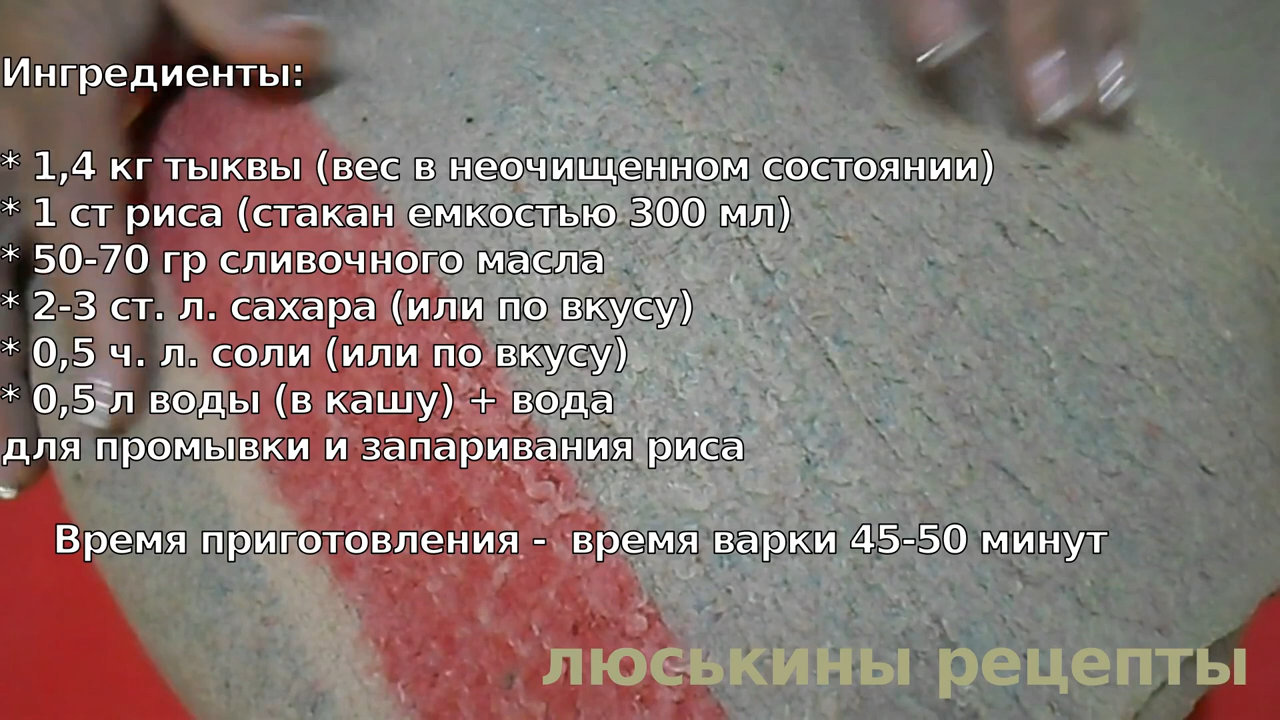 Ингредиенты:
* 1,4 кг тыквы (вес в неочищенном состоянии)
* 1 ст риса (стакан емкостью 300 мл)
* 50-70 гр сливочного масла
* 2-3 ст. л. сахара (или по вкусу)
* 0,5 ч. л. соли (или по вкусу)
* 0,5 л воды (в кашу) + вода
для промывки и запаривания риса
Время приготовления - время варки 45-50 минут
люськины рецепты